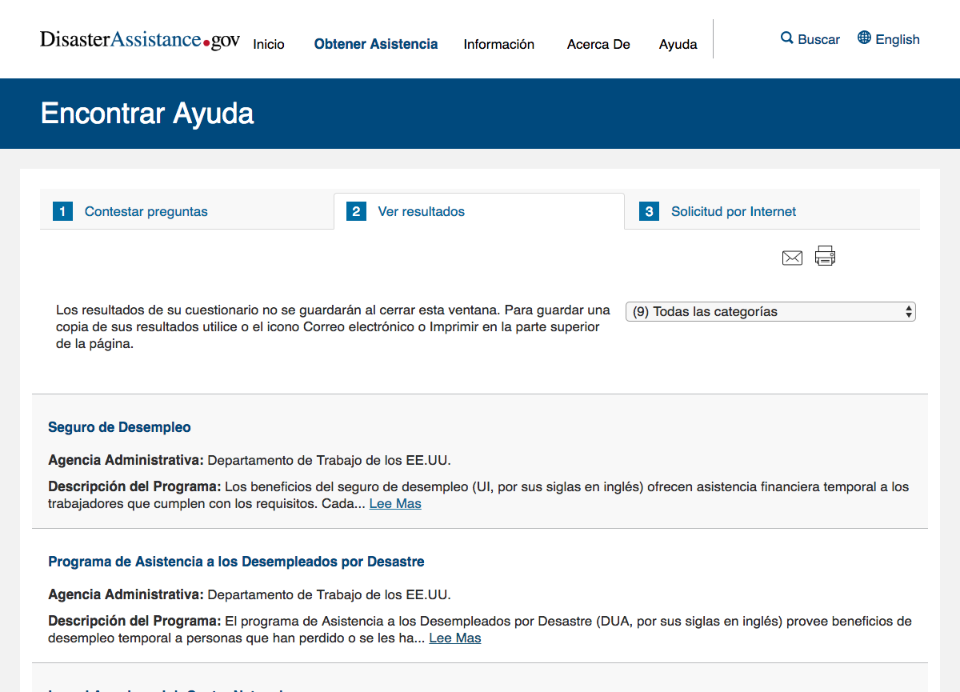 DisasterAssistance.gov Inicio Obtener Asistencia Información Acerca De Ayuda Buscar English
Encontrar Ayuda
1 Contestar preguntas 2 Ver resultados 3 Solicitud por Internet
Los resultados de su cuestionario no se guardarán al cerrar esta ventana. Para guardar una
copia de sus resultados utilice o el icono Correo electrónico o Imprimir en la parte superior
de la página.
(9) Todas las categorías
Seguro de Desempleo
Agencia Administrativa: Departamento de Trabajo de los EE.UU.
Descripción del Programa: Los beneficios del seguro de desempleo (UI, por sus siglas en inglés) ofrecen asistencia financiera temporal a los
trabajadores que cumplen con los requisitos. Cada... Lee Mas
Programa de Asistencia a los Desempleados por Desastre
Agencia Administrativa: Departamento de Trabajo de los EE.UU.
Descripción del Programa: El programa de Asistencia a los Desempleados por Desastre (DUA, por sus siglas en inglés) provee beneficios de
desempleo temporal a personas que han perdido o se les ha... Lee Mas